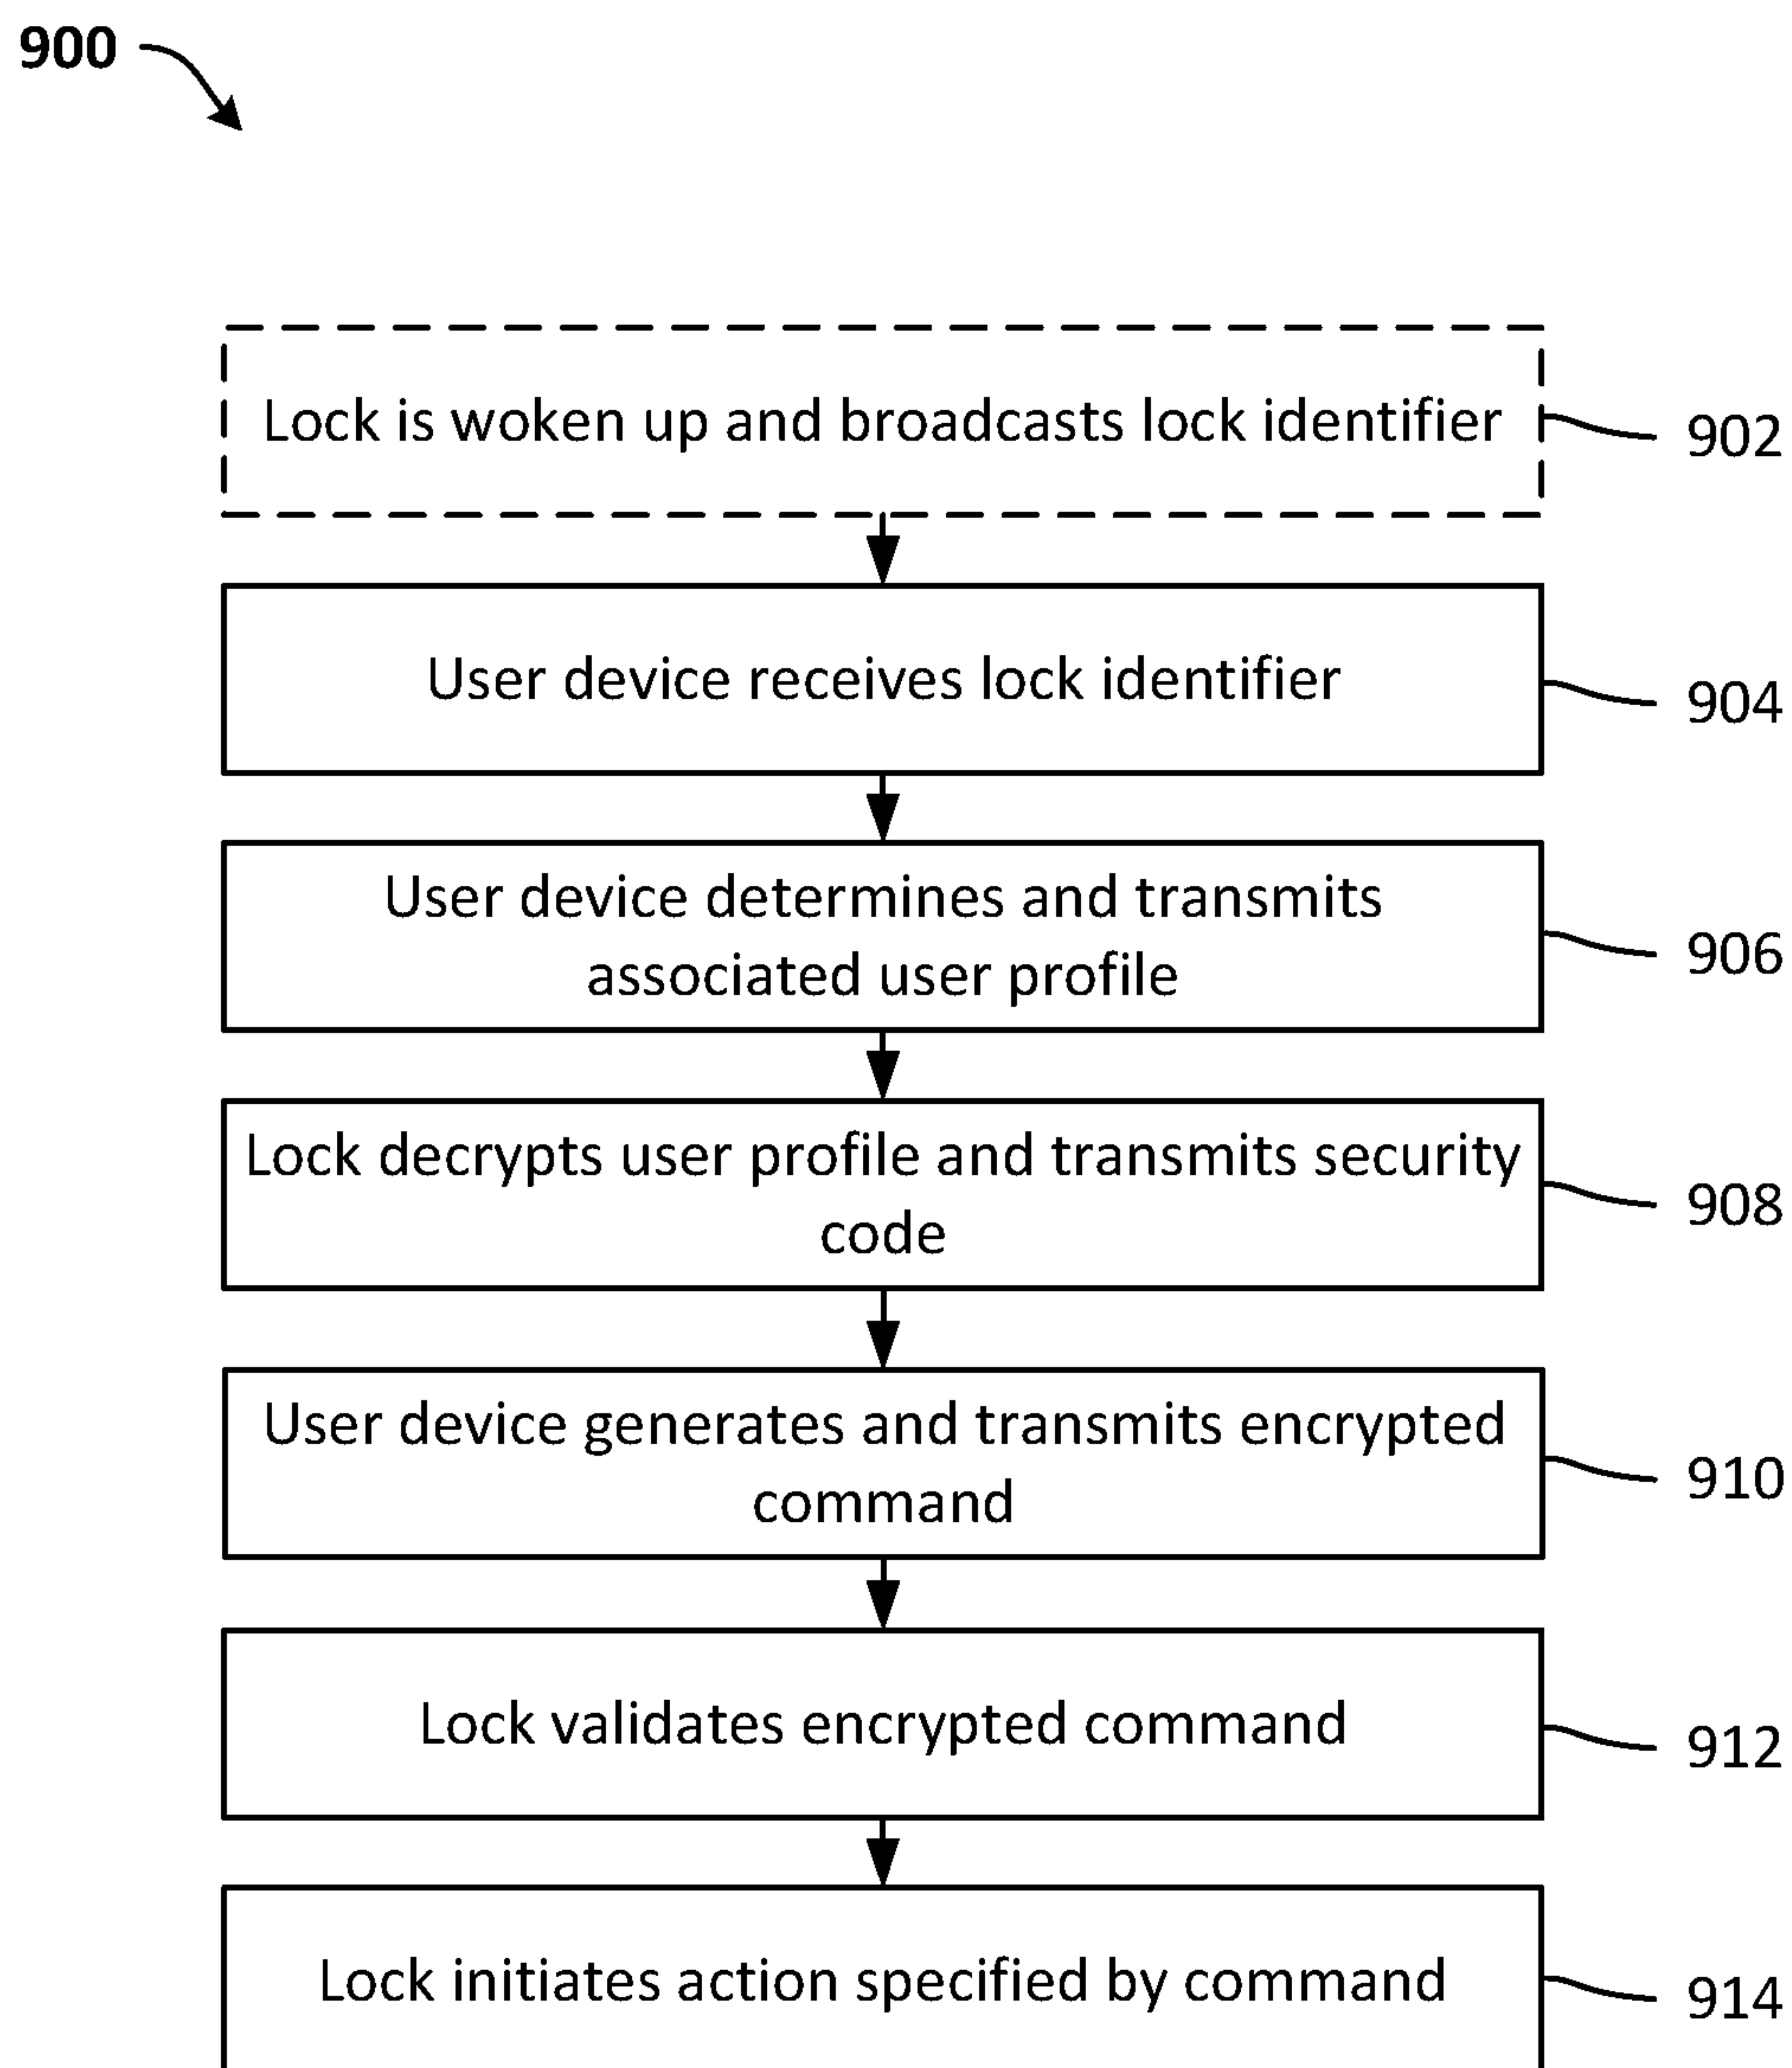 900
Lock is woken up and broadcasts lock identifier
902
User device receives lock identifier
904
User device determines and transmits
associated user profile
906
Lock decrypts user profile and transmits security
code
908
User device generates and transmits encrypted
command
910
Lock validates encrypted command
912
Lock initiates action specified by command
914